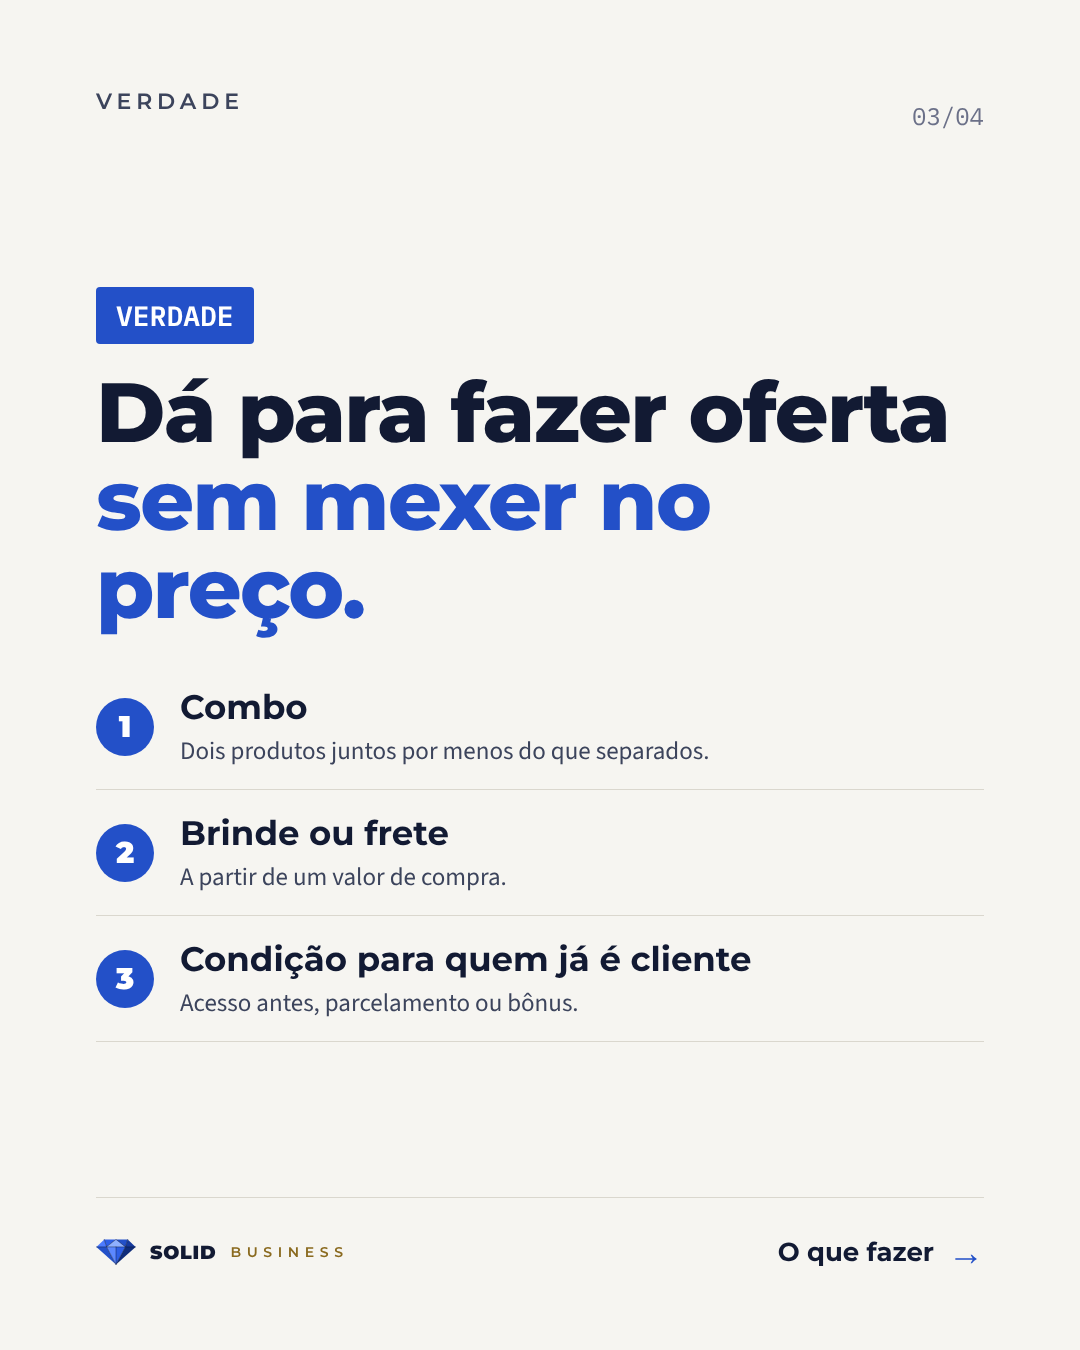 VERDADE
03/04
VERDADE
Dá para fazer oferta
sem mexer no
preço.
1
Combo
Dois produtos juntos por menos do que separados.
2
Brinde ou frete
A partir de um valor de compra.
3
Condição para quem já é cliente
Acesso antes, parcelamento ou bônus.
SOLID BUSINESS
O que fazer →